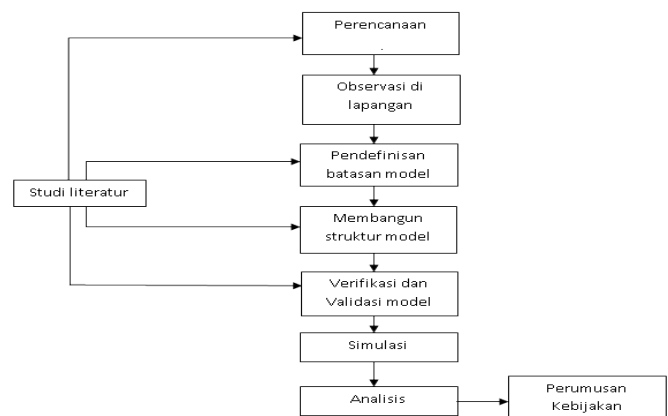 Perencanaan
.
Observasi di
lapangan
Pendefinisan
batasan model
Studi literatur
Membangun
struktur model
Verifikasi dan
Validasi model
Simulasi
Analisis
Perumusan
Kebijakan